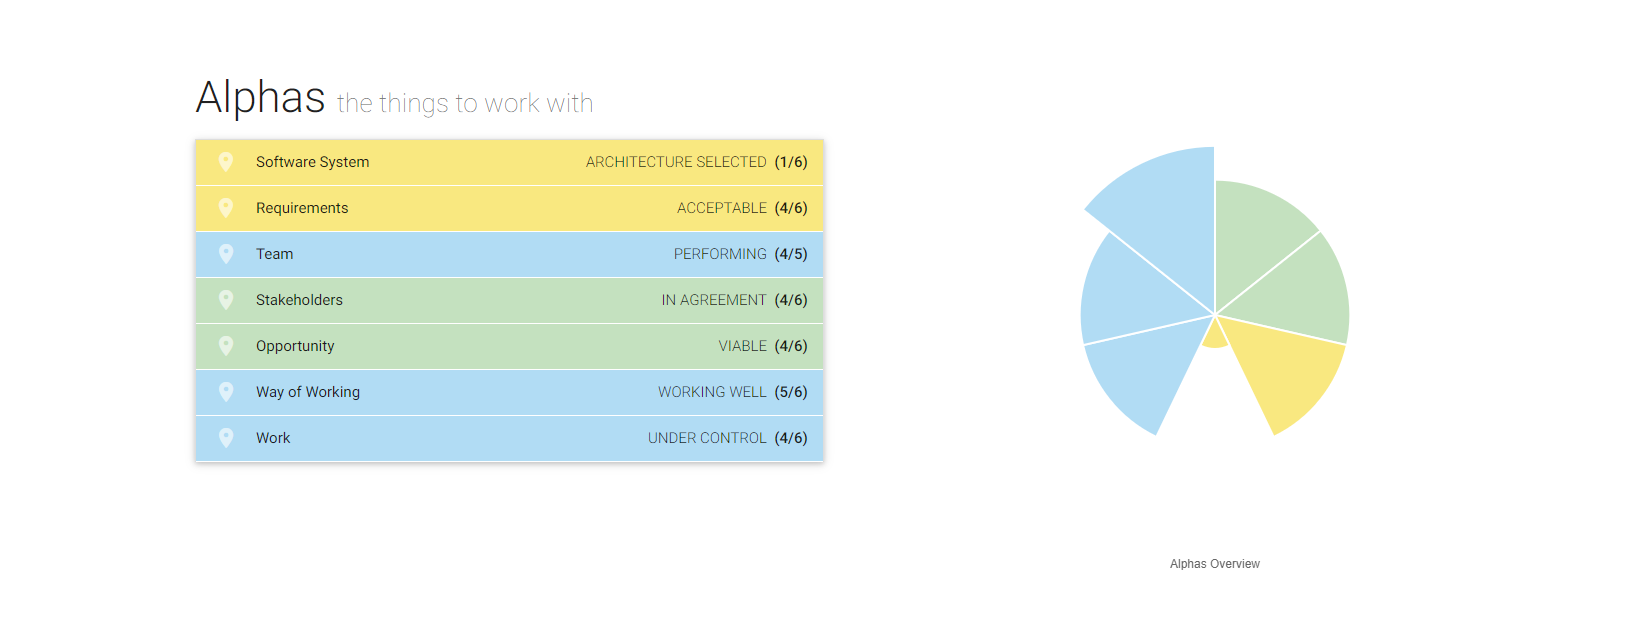 Alphas the things to work with
Software System ARCHITECTURE SELECTED (1/6)
Requirements ACCEPTABLE (4/6)
Team PERFORMING (4/5)
Stakeholders IN AGREEMENT (4/6)
Opportunity VIABLE (4/6)
Way of Working WORKING WELL (5/6)
Work UNDER CONTROL (4/6)
Alphas Overview